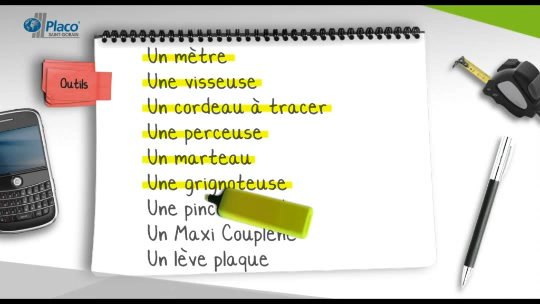 Placo
SAINT-GOBAIN
Outils
Un mètre
Une visseuse
Un cordeau à tracer
Une perceuse
Un marteau
Une grignoteuse
Une
Un Maxi
Un lève plaque